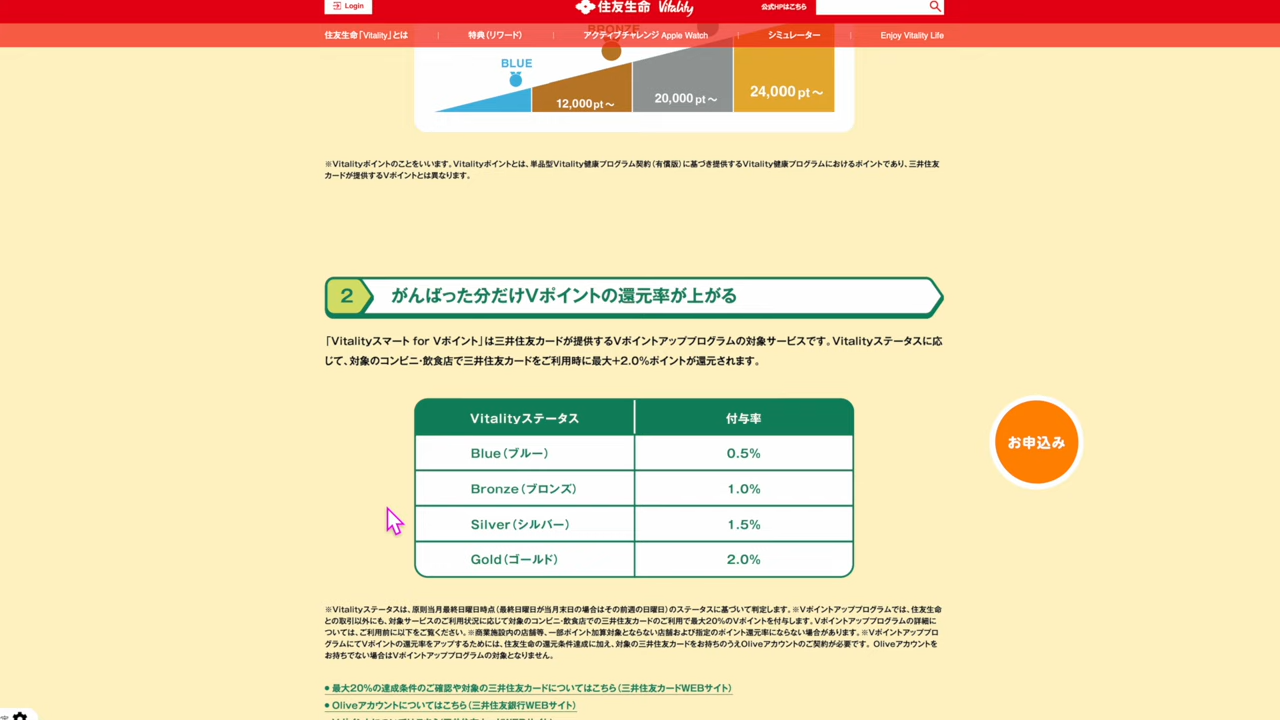 Login
住友生命 Vitality
公式HPはこちら
住友生命「Vitality」とは
特典（リワード）
アクティブチャレンジ Apple Watch
シミュレーター
Enjoy Vitality Life
BRONZE
BLUE
12,000pt～
20,000pt～
24,000pt～
※Vitalityポイントのことをいいます。Vitalityポイントとは、単品型Vitality健康プログラム契約（有償版）に基づき提供するVitality健康プログラムにおけるポイントであり、三井住友
カードが提供するVポイントとは異なります。
2
がんばった分だけVポイントの還元率が上がる
「Vitalityスマート for Vポイント」は三井住友カードが提供するVポイントアッププログラムの対象サービスです。Vitalityステータスに応
じて、対象のコンビニ・飲食店で三井住友カードをご利用時に最大+2.0%ポイントが還元されます。
Vitalityステータス 付与率
Blue（ブルー） 0.5%
Bronze（ブロンズ） 1.0%
Silver（シルバー） 1.5%
Gold（ゴールド） 2.0%
お申込み
※Vitalityステータスは、原則当月最終日曜日時点（最終日曜日が当月末日の場合はその前週の日曜日）のステータスに基づいて判定します。※Vポイントアッププログラムでは、住友生命
との取引以外にも、対象サービスのご利用状況に応じて対象のコンビニ・飲食店での三井住友カードのご利用で最大20%のVポイントを付与します。Vポイントアッププログラムの詳細に
ついては、ご利用前に以下をご覧ください。※商業施設内の店舗等、一部ポイント加算対象とならない店舗および指定のポイント還元率にならない場合があります。※Vポイントアッププロ
グラムにてVポイントの還元率をアップするためには、住友生命の還元条件達成に加え、対象の三井住友カードをお持ちのうえOliveアカウントのご契約が必要です。Oliveアカウントを
お持ちでない場合はVポイントアッププログラムの対象となりません。
●最大20%の達成条件のご確認や対象の三井住友カードについてはこちら（三井住友カードWEBサイト）
●Oliveアカウントについてはこちら（三井住友銀行WEBサイト）